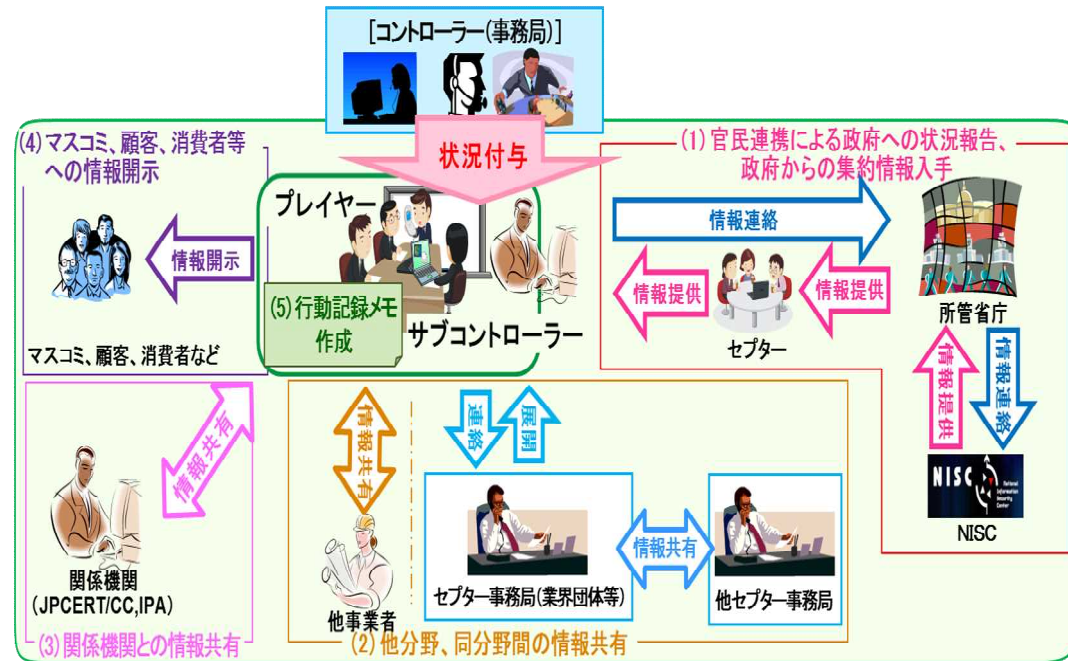 [コントローラー(事務局)]
状況付与
(4)マスコミ、顧客、消費者等
への情報開示
(1)官民連携による政府への状況報告、
政府からの集約情報入手
プレイヤー
情報開示
(5)行動記録メモ
作成
サブコントローラー
マスコミ、顧客、消費者など
情報連絡
情報提供
情報提供
セプター
所管省庁
情報提供
情報連絡
NISC
National
Information
Security
Center
NISC
情報共有
関係機関
(JPCERT/CC,IPA)
(3)関係機関との情報共有
情報共有
連絡
展開
他事業者
セプター事務局(業界団体等)
情報共有
他セプター事務局
(2)他分野、同分野間の情報共有